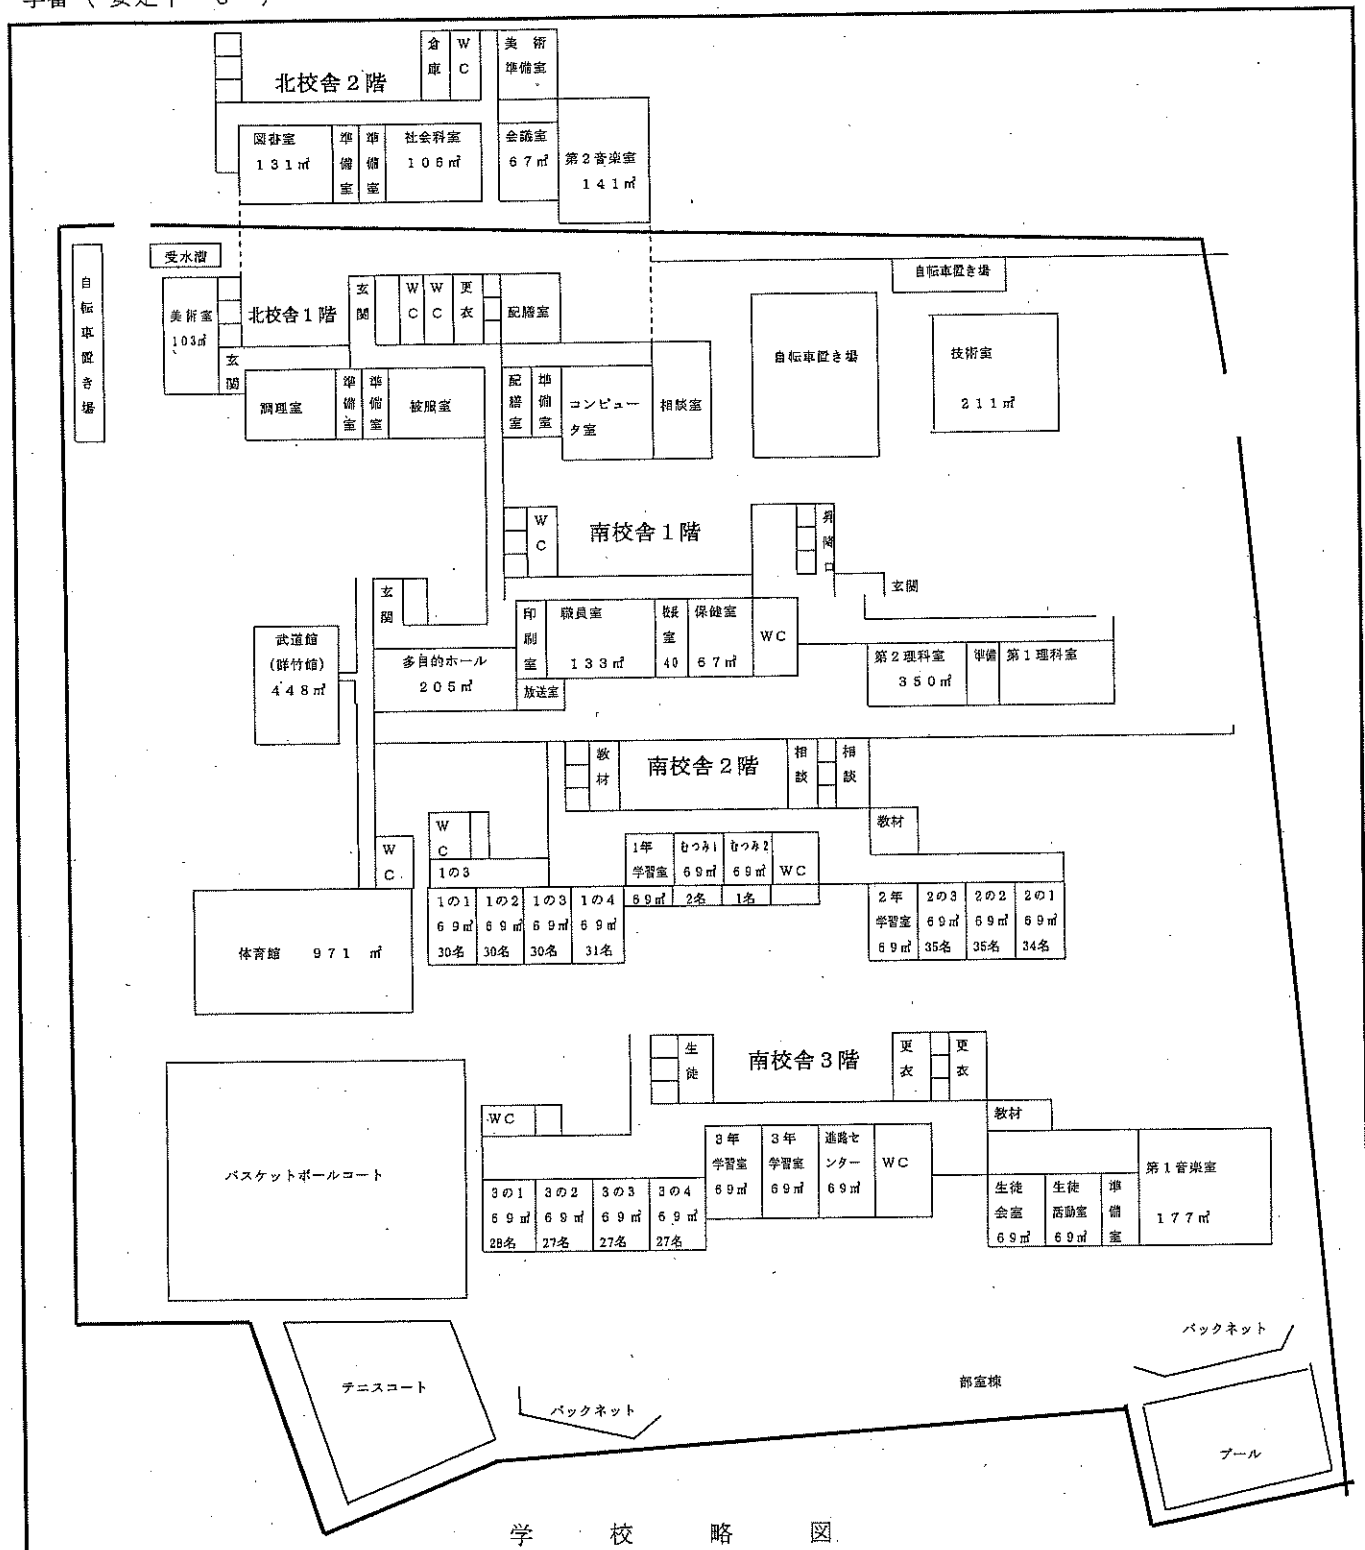 北校舎2階
倉庫
WC
美術準備室
図書室
131㎡
準備室
準備室
社会科室
106㎡
会議室
67㎡
第2音楽室
141㎡
自転車置き場
受水槽
美術室
103㎡
北校舎1階
玄関
玄関
WC
WC
更衣
配膳室
調理室
準備室
準備室
被服室
配膳室
準備室
コンピュータ室
相談室
自転車置き場
自転車置き場
技術室
211㎡
WC
南校舎1階
昇降口
玄関
玄関
武道館
448㎡
多目的ホール
205㎡
印刷室
放送室
職員室
133㎡
校長室
40
保健室
67㎡
WC
第2理科室
350㎡
準備
第1理科室
教材
南校舎2階
相談
相談
教材
WC
WC
1の3
1の1
69㎡
30名
1の2
69㎡
30名
1の3
69㎡
30名
1の4
69㎡
31名
1年
学習室
69㎡
むつみ1
69㎡
2名
むつみ2
69㎡
1名
WC
2年
学習室
69㎡
2の3
69㎡
35名
2の2
69㎡
35名
2の1
69㎡
34名
体育館 971 ㎡
生徒
南校舎3階
更衣
更衣
教材
WC
3の1
69㎡
28名
3の2
69㎡
27名
3の3
69㎡
27名
3の4
69㎡
27名
3年
学習室
69㎡
3年
学習室
69㎡
進路センター
69㎡
WC
生徒会室
69㎡
生徒活動室
69㎡
準備室
第1音楽室
177㎡
バスケットボールコート
テニスコート
バックネット
部室棟
バックネット
プール
学校略図